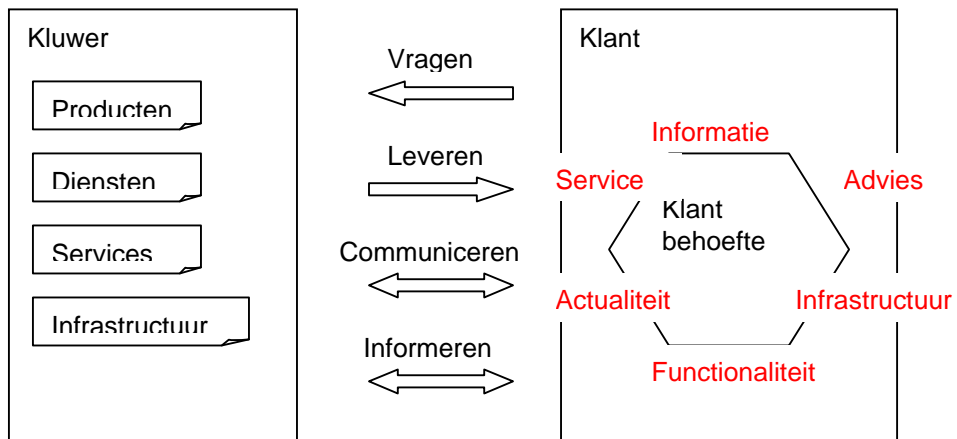 Kluwer
Producten
Diensten
Services
Infrastructuur
Vragen
Leveren
Communiceren
Informeren
Klant
Informatie
Service
Advies
Klant
behoefte
Actualiteit
Infrastructuur
Functionaliteit